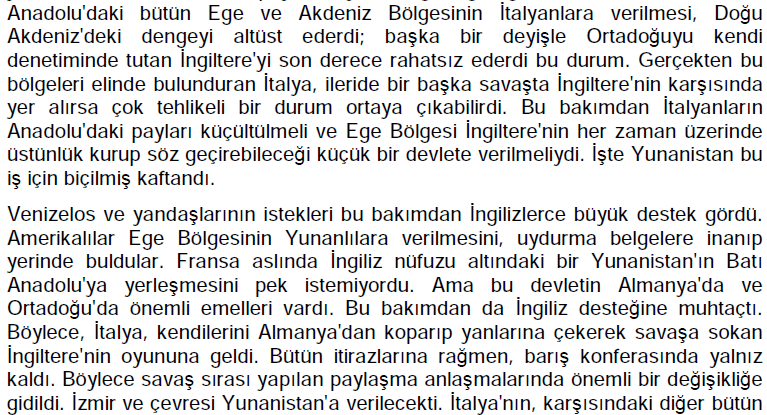 Anadolu'daki bütün Ege ve Akdeniz Bölgesinin İtalyanlara verilmesi, Doğu
Akdeniz'deki dengeyi altüst ederdi; başka bir deyişle Ortadoğuyu kendi
denetiminde tutan İngiltere'yi son derece rahatsız ederdi bu durum. Gerçekten bu
bölgeleri elinde bulunduran İtalya, ileride bir başka savaşta İngiltere'nin karşısında
yer alırsa çok tehlikeli bir durum ortaya çıkabilirdi. Bu bakımdan İtalyanların
Anadolu'daki payları küçültülmeli ve Ege Bölgesi İngiltere'nin her zaman üzerinde
üstünlük kurup söz geçirebileceği küçük bir devlete verilmeliydi. İşte Yunanistan bu
iş için biçilmiş kaftandı.
Venizelos ve yandaşlarının istekleri bu bakımdan İngilizlerce büyük destek gördü.
Amerikalılar Ege Bölgesinin Yunanlılara verilmesini, uydurma belgelere inanıp
yerinde buldular. Fransa aslında İngiliz nüfuzu altındaki bir Yunanistan'ın Batı
Anadolu'ya yerleşmesini pek istemiyordu. Ama bu devletin Almanya'da ve
Ortadoğu'da önemli emelleri vardı. Bu bakımdan da İngiliz desteğine muhtaçtı.
Böylece, İtalya, kendilerini Almanya'dan koparıp yanlarına çekerek savaşa sokan
İngiltere'nin oyununa geldi. Bütün itirazlarına rağmen, barış konferasında yalnız
kaldı. Böylece savaş sırası yapılan paylaşma anlaşmalarında önemli bir değişikliğe
gidildi. İzmir ve çevresi Yunanistan'a verilecekti. İtalya'nın, karşısındaki diğer bütün